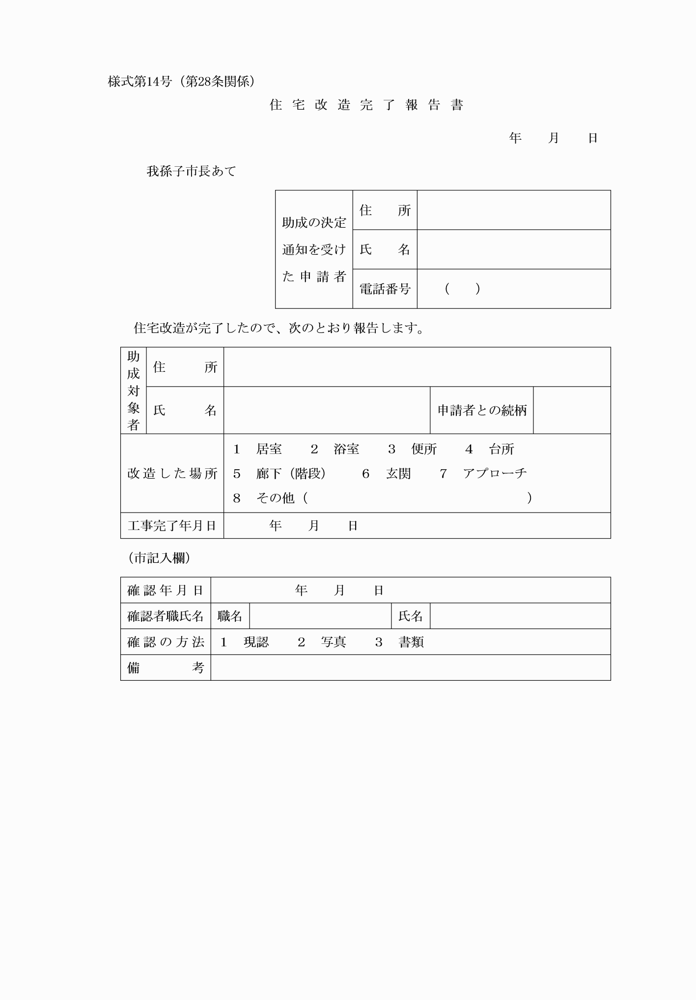 様式第14号（第28条関係）
住宅改造完了報告書
年　月　日
我孫子市長あて
助成の決定通知を受けた申請者
住所
氏名
電話番号　（　　）
住宅改造が完了したので、次のとおり報告します。
助成対象者
住所
氏名
申請者との続柄
改造した場所
1　居室　　2　浴室　　3　便所　　4　台所
5　廊下（階段）　　6　玄関　　7　アプローチ
8　その他（　　　　　　　　　　）
工事完了年月日　年　月　日
（市記入欄）
確認年月日　年　月　日
確認者職氏名　職名　氏名
確認の方法　1　現認　　2　写真　　3　書類
備考